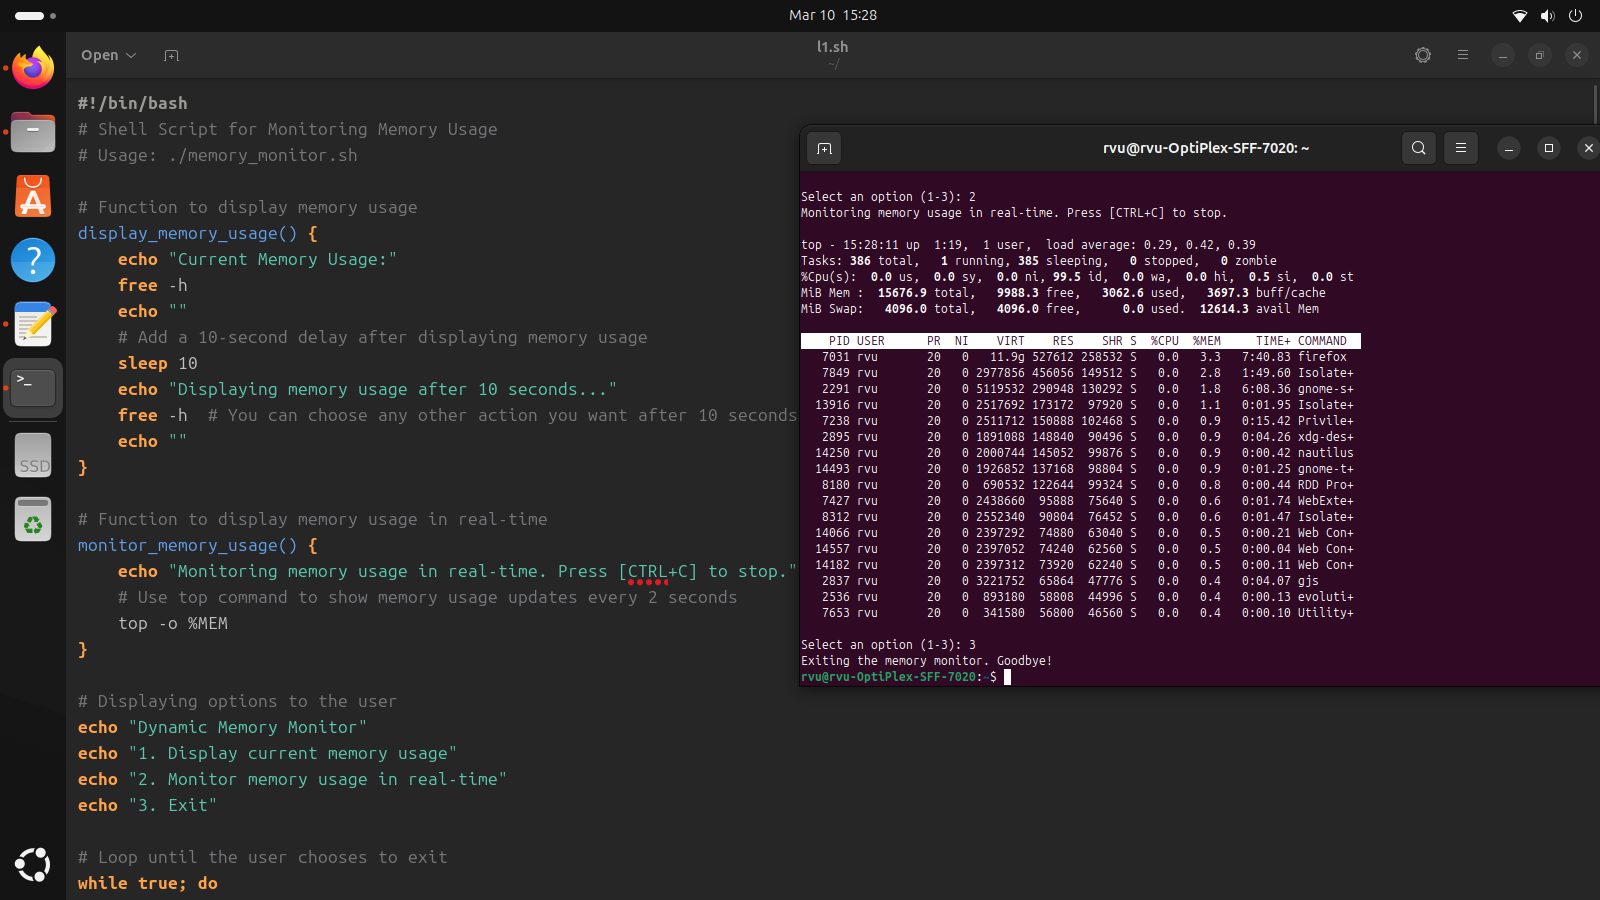 Mar 10 15:28
Open
l1.sh
~/
#!/bin/bash
# Shell Script for Monitoring Memory Usage
# Usage: ./memory_monitor.sh
# Function to display memory usage
display_memory_usage() {
echo "Current Memory Usage:"
free -h
echo ""
# Add a 10-second delay after displaying memory usage
sleep 10
echo "Displaying memory usage after 10 seconds..."
free -h  # You can choose any other action you want after 10 seconds
echo ""
}
# Function to display memory usage in real-time
monitor_memory_usage() {
echo "Monitoring memory usage in real-time. Press [CTRL+C] to stop."
# Use top command to show memory usage updates every 2 seconds
top -o %MEM
}
# Displaying options to the user
echo "Dynamic Memory Monitor"
echo "1. Display current memory usage"
echo "2. Monitor memory usage in real-time"
echo "3. Exit"
# Loop until the user chooses to exit
while true; do
SSD
rvu@rvu-OptiPlex-SFF-7020: ~
Select an option (1-3): 2
Monitoring memory usage in real-time. Press [CTRL+C] to stop.
top - 15:28:11 up  1:19,  1 user,  load average: 0.29, 0.42, 0.39
Tasks: 386 total,   1 running, 385 sleeping,   0 stopped,   0 zombie
%Cpu(s):  0.0 us,  0.0 sy,  0.0 ni, 99.5 id,  0.0 wa,  0.0 hi,  0.5 si,  0.0 st
MiB Mem :  15676.9 total,   9988.3 free,   3062.6 used,   3697.3 buff/cache
MiB Swap:   4096.0 total,   4096.0 free,      0.0 used.  12614.3 avail Mem
PID USER      PR  NI    VIRT    RES    SHR S  %CPU  %MEM     TIME+ COMMAND
7031 rvu       20   0   11.9g 527612 258532 S   0.0   3.3   7:40.83 firefox
7849 rvu       20   0 2977856 456056 149512 S   0.0   2.8   1:49.60 Isolate+
2291 rvu       20   0 5119532 290948 130292 S   0.0   1.8   6:08.36 gnome-s+
13916 rvu       20   0 2517692 173172  97920 S   0.0   1.1   0:01.95 Isolate+
7238 rvu       20   0 2511712 150888 102468 S   0.0   0.9   0:15.42 Privile+
2895 rvu       20   0 1891088 148840  90496 S   0.0   0.9   0:04.26 xdg-des+
14250 rvu       20   0 2000744 145052  99876 S   0.0   0.9   0:00.42 nautilus
14493 rvu       20   0 1926852 137168  98804 S   0.0   0.9   0:01.25 gnome-t+
8180 rvu       20   0  690532 122644  99324 S   0.0   0.8   0:00.44 RDD Pro+
7427 rvu       20   0 2438660  95888  75640 S   0.0   0.6   0:01.74 WebExte+
8312 rvu       20   0 2552340  90804  76452 S   0.0   0.6   0:01.47 Isolate+
14066 rvu       20   0 2397292  74880  63040 S   0.0   0.5   0:00.21 Web Con+
14557 rvu       20   0 2397052  74240  62560 S   0.0   0.5   0:00.04 Web Con+
14182 rvu       20   0 2397312  73920  62240 S   0.0   0.5   0:00.11 Web Con+
2837 rvu       20   0 3221752  65864  47776 S   0.0   0.4   0:04.07 gjs
2536 rvu       20   0  893180  58808  44996 S   0.0   0.4   0:00.13 evoluti+
7653 rvu       20   0  341580  56800  46560 S   0.0   0.4   0:00.10 Utility+
Select an option (1-3): 3
Exiting the memory monitor. Goodbye!
rvu@rvu-OptiPlex-SFF-7020:~$